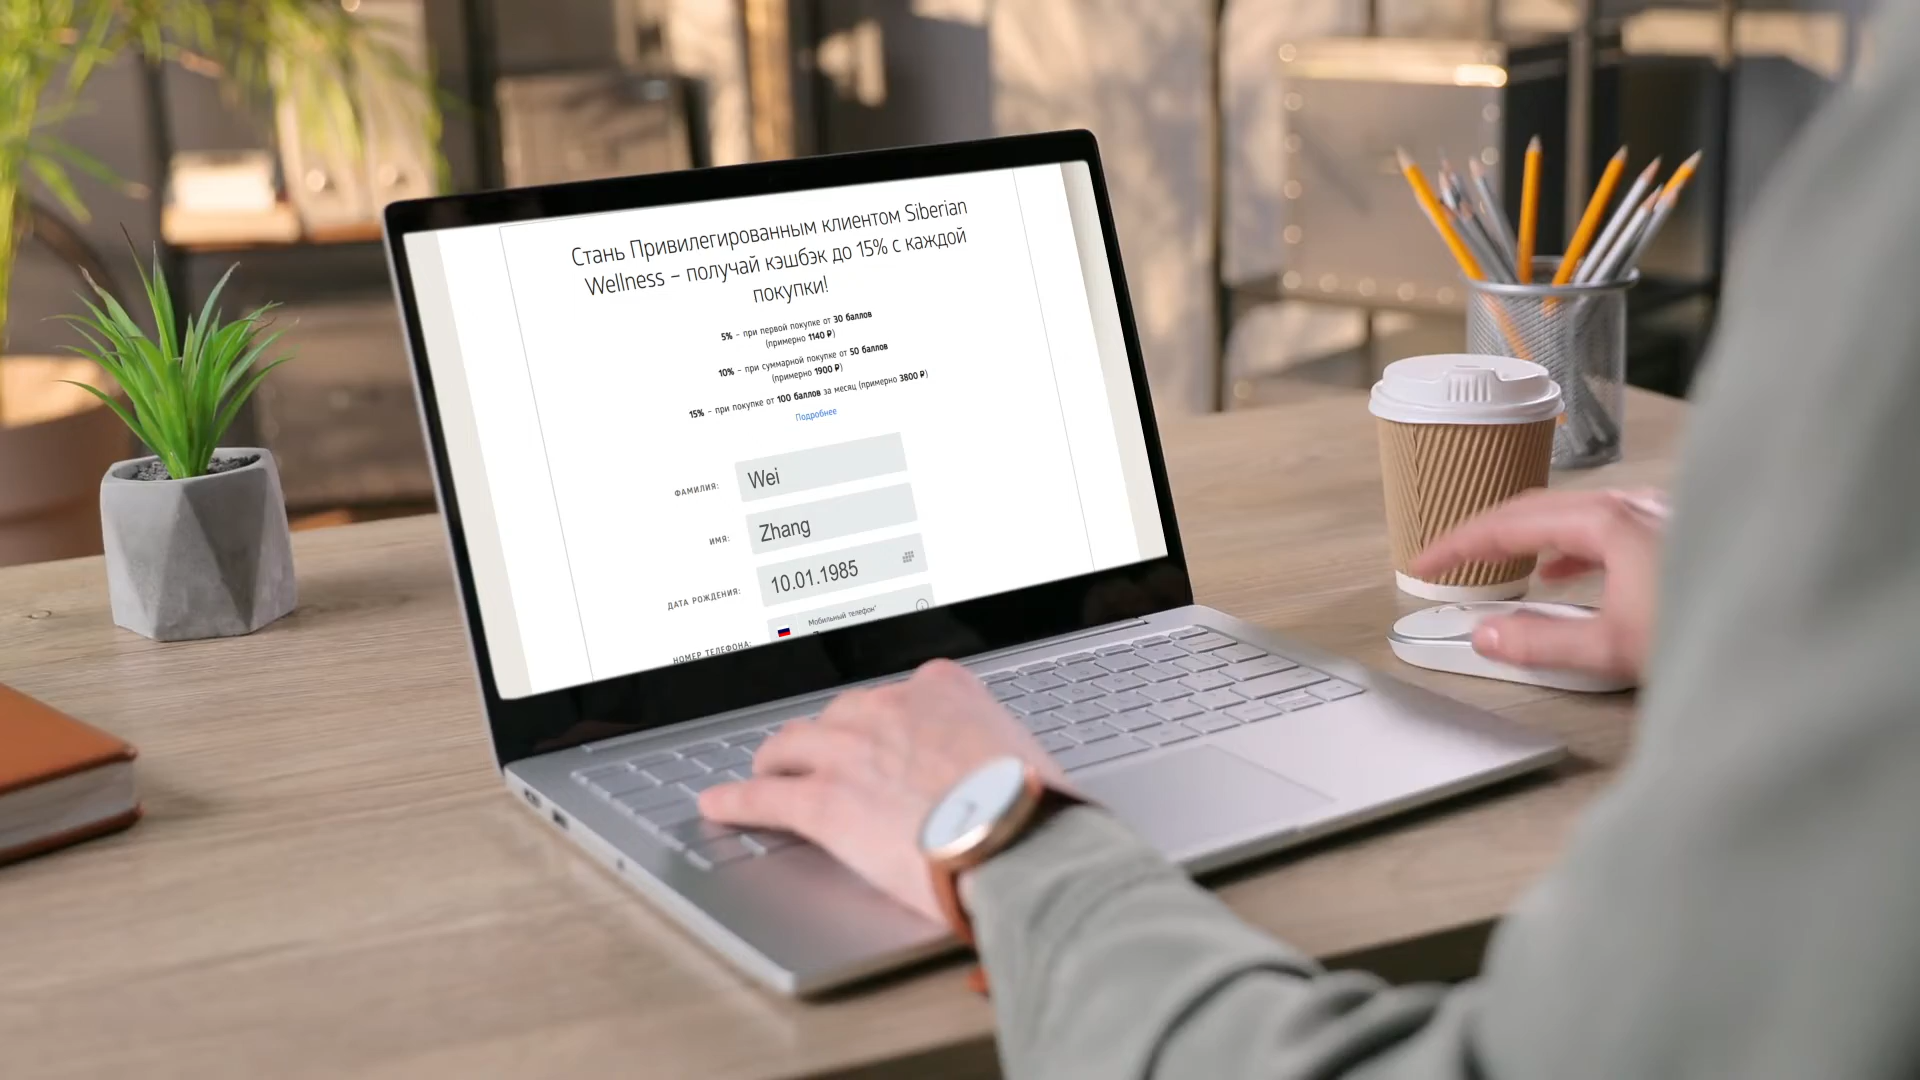 Стань Привилегированным клиентом Siberian
Wellness – получай кэшбэк до 15% с каждой
покупки!
5% – при первой покупке от 30 баллов
(примерно 1140 ₽)
10% – при суммарной покупке от 50 баллов
(примерно 1900 ₽)
15% – при покупке от 100 баллов за месяц (примерно 3800 ₽)
Подробнее
ФАМИЛИЯ: Wei
ИМЯ: Zhang
ДАТА РОЖДЕНИЯ: 10.01.1985
Мобильный телефон*
НОМЕР ТЕЛЕФОНА: